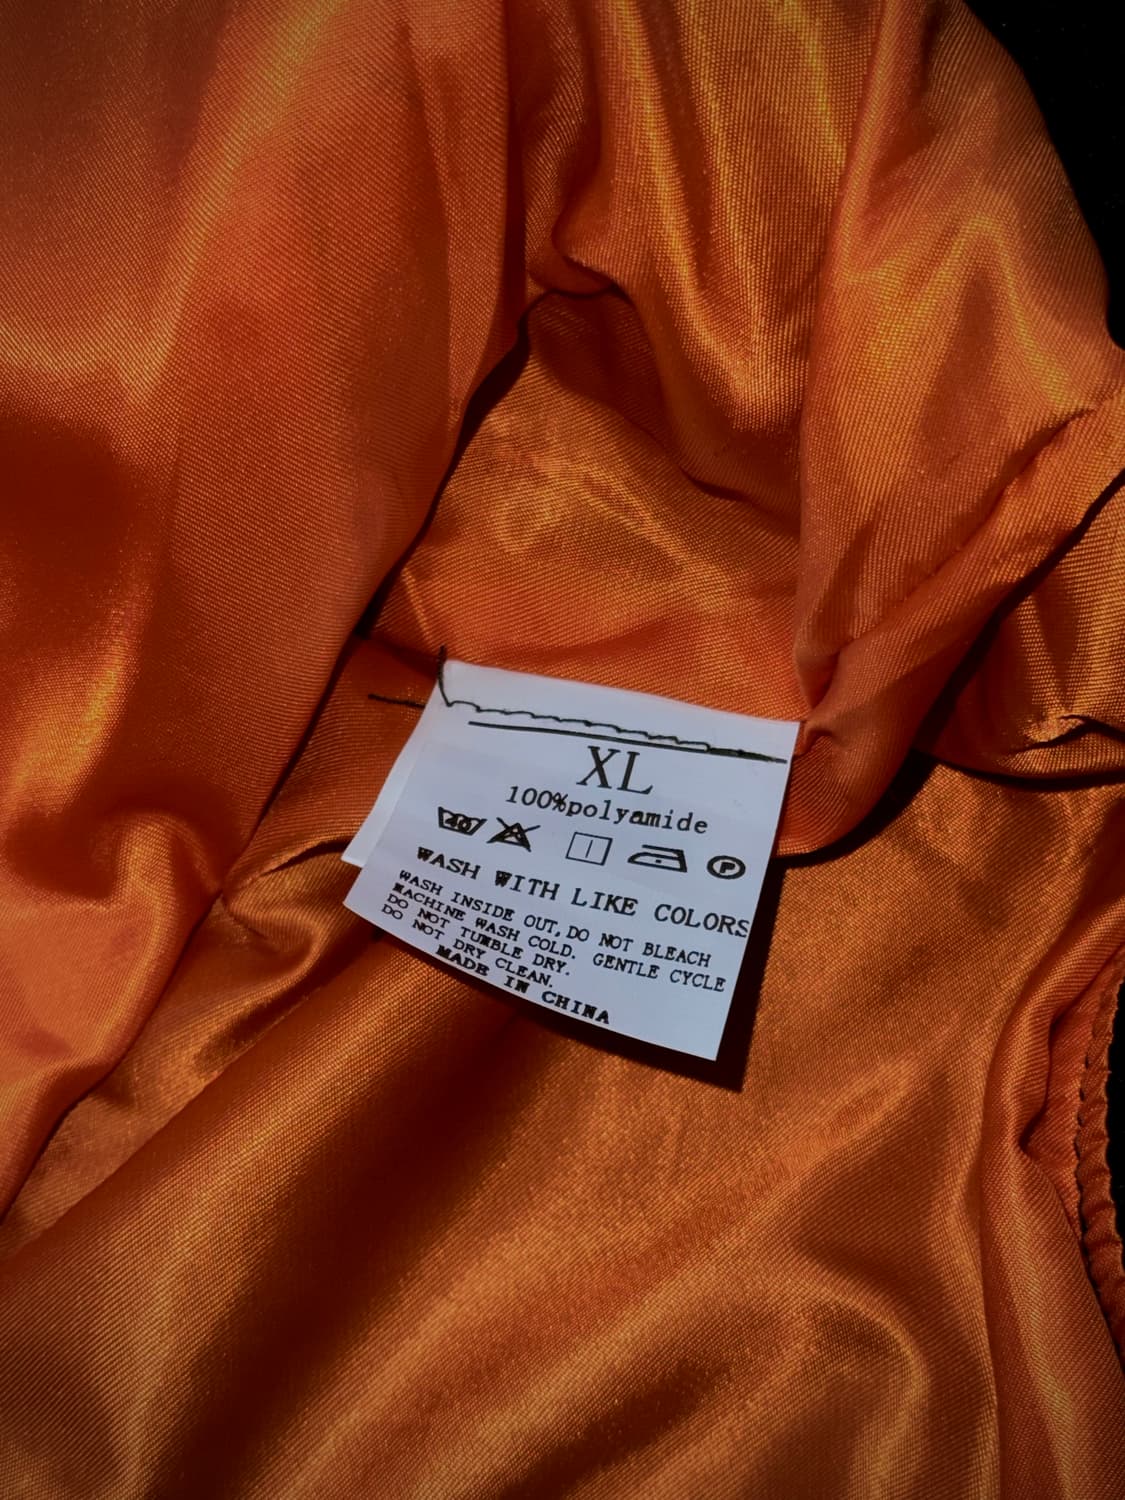 XL
100%polyamide
40
P
WASH WITH LIKE COLORS
WASH INSIDE OUT, DO NOT BLEACH
MACHINE WASH COLD. GENTLE CYCLE
DO NOT TUMBLE DRY.
DO NOT DRY CLEAN.
MADE IN CHINA